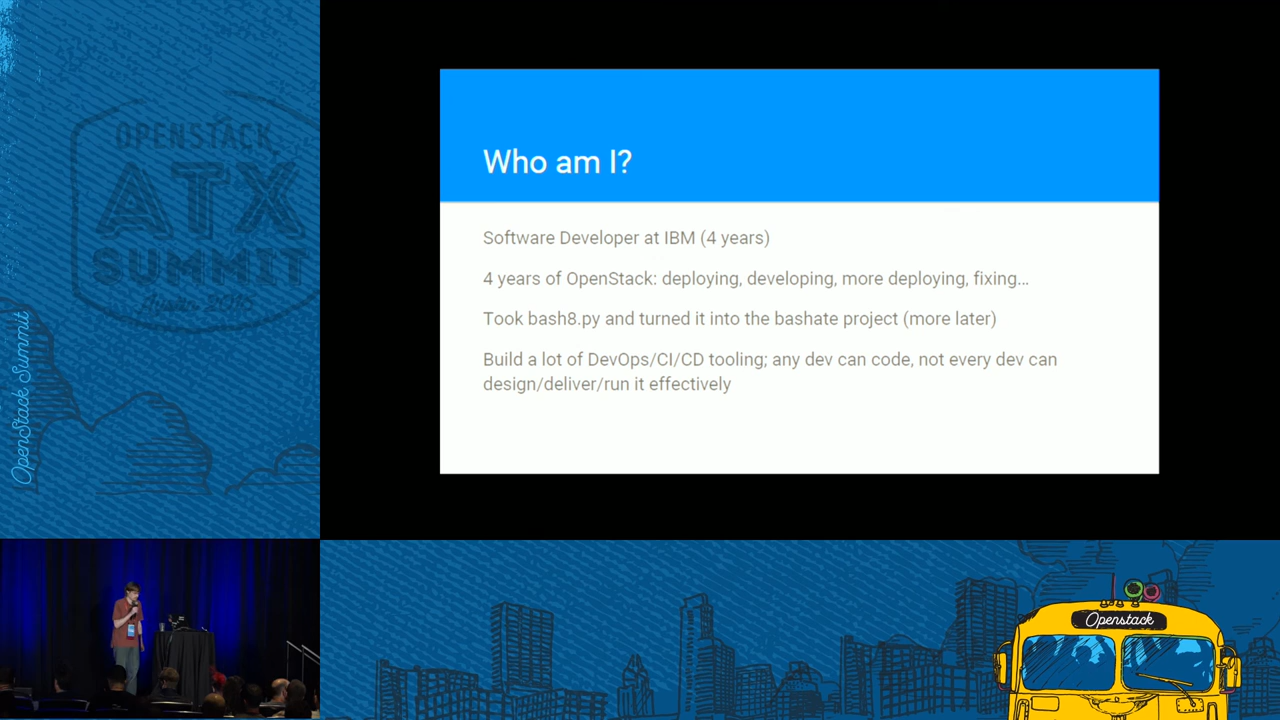 OPENSTACK
ATX
SUMMIT
Austin 2016
OpenStack Summit
Who am I?
Software Developer at IBM (4 years)
4 years of OpenStack: deploying, developing, more deploying, fixing...
Took bash8.py and turned it into the bashate project (more later)
Build a lot of DevOps/CI/CD tooling; any dev can code, not every dev can
design/deliver/run it effectively
Openstack